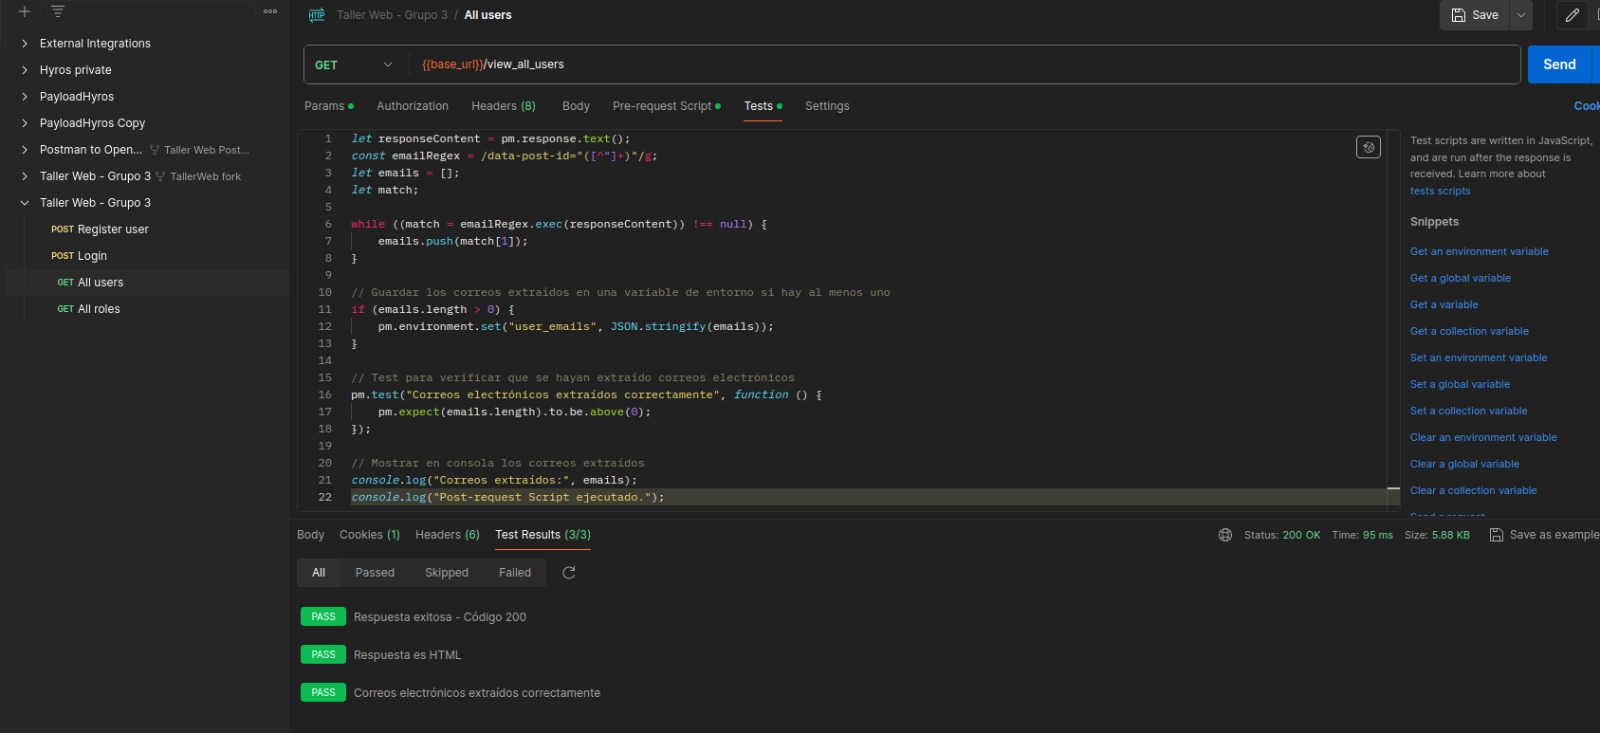 Taller Web - Grupo 3 / All users
Save
External Integrations
Hyros private
PayloadHyros
PayloadHyros Copy
Postman to Open... Taller Web Post...
Taller Web - Grupo 3 TallerWeb fork
Taller Web - Grupo 3
POST Register user
POST Login
GET All users
GET All roles
HTTP
GET {{base_url}}/view_all_users
Send
Params Authorization Headers (8) Body Pre-request Script Tests Settings
Cook
1 let responseContent = pm.response.text();
2 const emailRegex = /data-post-id="([^"]+)"/g;
3 let emails = [];
4 let match;
5
6 while ((match = emailRegex.exec(responseContent)) !== null) {
7 emails.push(match[1]);
8 }
9
10 // Guardar los correos extraídos en una variable de entorno si hay al menos uno
11 if (emails.length > 0) {
12 pm.environment.set("user_emails", JSON.stringify(emails));
13 }
14
15 // Test para verificar que se hayan extraído correos electrónicos
16 pm.test("Correos electrónicos extraídos correctamente", function () {
17 pm.expect(emails.length).to.be.above(0);
18 });
19
20 // Mostrar en consola los correos extraídos
21 console.log("Correos extraídos:", emails);
22 console.log("Post-request Script ejecutado.");
Test scripts are written in JavaScript,
and are run after the response is
received. Learn more about
tests scripts
Snippets
Get an environment variable
Get a global variable
Get a variable
Get a collection variable
Set an environment variable
Set a global variable
Set a collection variable
Clear an environment variable
Clear a global variable
Clear a collection variable
Body Cookies (1) Headers (6) Test Results (3/3)
Status: 200 OK Time: 95 ms Size: 5.88 KB Save as example
All Passed Skipped Failed
PASS Respuesta exitosa - Código 200
PASS Respuesta es HTML
PASS Correos electrónicos extraídos correctamente